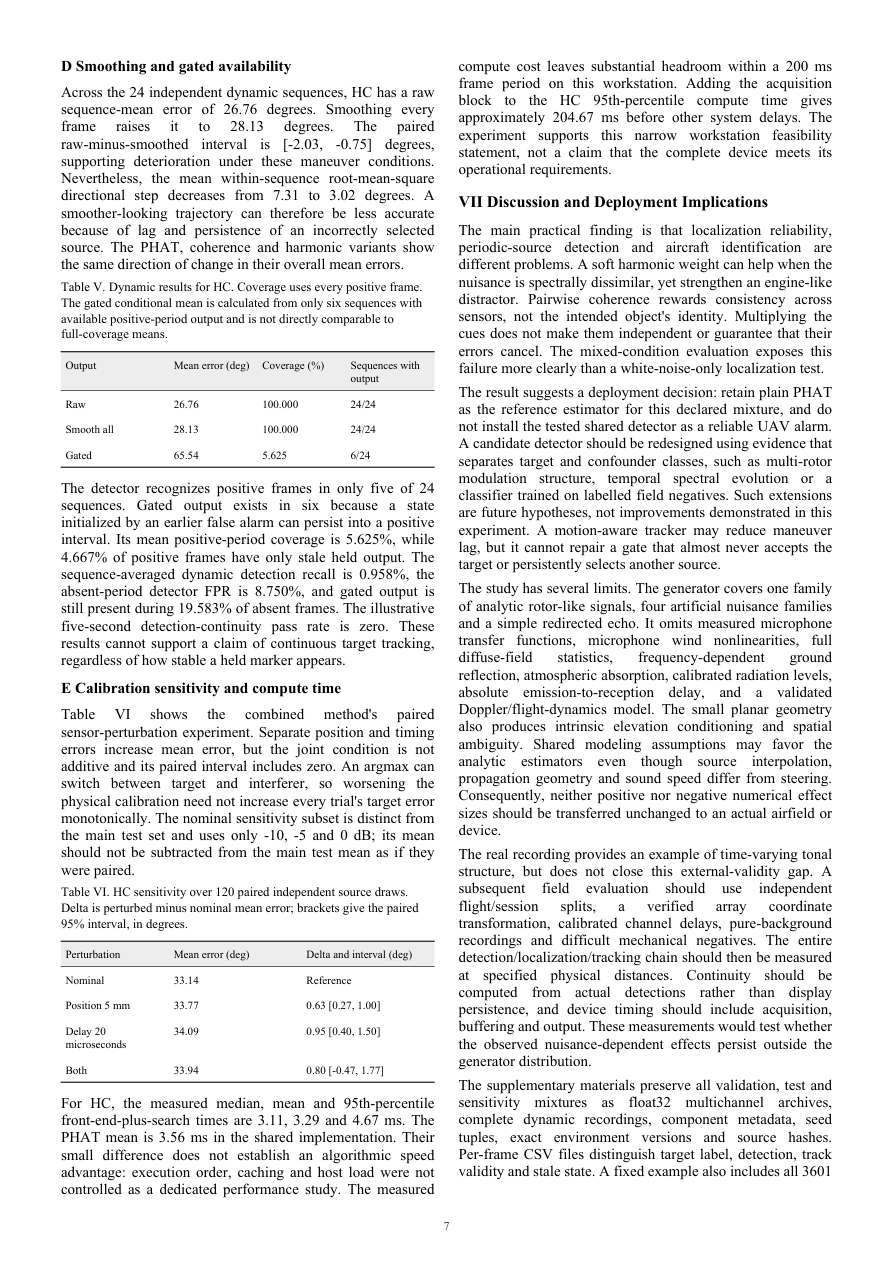 D Smoothing and gated availability
Across the 24 independent dynamic sequences, HC has a raw
sequence-mean error of 26.76 degrees. Smoothing every
frame raises it to 28.13 degrees. The paired
raw-minus-smoothed interval is [-2.03, -0.75] degrees,
supporting deterioration under these maneuver conditions.
Nevertheless, the mean within-sequence root-mean-square
directional step decreases from 7.31 to 3.02 degrees. A
smoother-looking trajectory can therefore be less accurate
because of lag and persistence of an incorrectly selected
source. The PHAT, coherence and harmonic variants show
the same direction of change in their overall mean errors.
Table V. Dynamic results for HC. Coverage uses every positive frame.
The gated conditional mean is calculated from only six sequences with
available positive-period output and is not directly comparable to
full-coverage means.
Output Mean error (deg) Coverage (%) Sequences with
output
Raw 26.76 100.000 24/24
Smooth all 28.13 100.000 24/24
Gated 65.54 5.625 6/24
The detector recognizes positive frames in only five of 24
sequences. Gated output exists in six because a state
initialized by an earlier false alarm can persist into a positive
interval. Its mean positive-period coverage is 5.625%, while
4.667% of positive frames have only stale held output. The
sequence-averaged dynamic detection recall is 0.958%, the
absent-period detector FPR is 8.750%, and gated output is
still present during 19.583% of absent frames. The illustrative
five-second detection-continuity pass rate is zero. These
results cannot support a claim of continuous target tracking,
regardless of how stable a held marker appears.
E Calibration sensitivity and compute time
Table VI shows the combined method's paired
sensor-perturbation experiment. Separate position and timing
errors increase mean error, but the joint condition is not
additive and its paired interval includes zero. An argmax can
switch between target and interferer, so worsening the
physical calibration need not increase every trial's target error
monotonically. The nominal sensitivity subset is distinct from
the main test set and uses only -10, -5 and 0 dB; its mean
should not be subtracted from the main test mean as if they
were paired.
Table VI. HC sensitivity over 120 paired independent source draws.
Delta is perturbed minus nominal mean error; brackets give the paired
95% interval, in degrees.
Perturbation Mean error (deg) Delta and interval (deg)
Nominal 33.14 Reference
Position 5 mm 33.77 0.63 [0.27, 1.00]
Delay 20 34.09 0.95 [0.40, 1.50]
microseconds
Both 33.94 0.80 [-0.47, 1.77]
For HC, the measured median, mean and 95th-percentile
front-end-plus-search times are 3.11, 3.29 and 4.67 ms. The
PHAT mean is 3.56 ms in the shared implementation. Their
small difference does not establish an algorithmic speed
advantage: execution order, caching and host load were not
controlled as a dedicated performance study. The measured
compute cost leaves substantial headroom within a 200 ms
frame period on this workstation. Adding the acquisition
block to the HC 95th-percentile compute time gives
approximately 204.67 ms before other system delays. The
experiment supports this narrow workstation feasibility
statement, not a claim that the complete device meets its
operational requirements.
VII Discussion and Deployment Implications
The main practical finding is that localization reliability,
periodic-source detection and aircraft identification are
different problems. A soft harmonic weight can help when the
nuisance is spectrally dissimilar, yet strengthen an engine-like
distractor. Pairwise coherence rewards consistency across
sensors, not the intended object's identity. Multiplying the
cues does not make them independent or guarantee that their
errors cancel. The mixed-condition evaluation exposes this
failure more clearly than a white-noise-only localization test.
The result suggests a deployment decision: retain plain PHAT
as the reference estimator for this declared mixture, and do
not install the tested shared detector as a reliable UAV alarm.
A candidate detector should be redesigned using evidence that
separates target and confounder classes, such as multi-rotor
modulation structure, temporal spectral evolution or a
classifier trained on labelled field negatives. Such extensions
are future hypotheses, not improvements demonstrated in this
experiment. A motion-aware tracker may reduce maneuver
lag, but it cannot repair a gate that almost never accepts the
target or persistently selects another source.
The study has several limits. The generator covers one family
of analytic rotor-like signals, four artificial nuisance families
and a simple redirected echo. It omits measured microphone
transfer functions, microphone wind nonlinearities, full
diffuse-field statistics, frequency-dependent ground
reflection, atmospheric absorption, calibrated radiation levels,
absolute emission-to-reception delay, and a validated
Doppler/flight-dynamics model. The small planar geometry
also produces intrinsic elevation conditioning and spatial
ambiguity. Shared modeling assumptions may favor the
analytic estimators even though source interpolation,
propagation geometry and sound speed differ from steering.
Consequently, neither positive nor negative numerical effect
sizes should be transferred unchanged to an actual airfield or
device.
The real recording provides an example of time-varying tonal
structure, but does not close this external-validity gap. A
subsequent field evaluation should use independent
flight/session splits, a verified array coordinate
transformation, calibrated channel delays, pure-background
recordings and difficult mechanical negatives. The entire
detection/localization/tracking chain should then be measured
at specified physical distances. Continuity should be
computed from actual detections rather than display
persistence, and device timing should include acquisition,
buffering and output. These measurements would test whether
the observed nuisance-dependent effects persist outside the
generator distribution.
The supplementary materials preserve all validation, test and
sensitivity mixtures as float32 multichannel archives,
complete dynamic recordings, component metadata, seed
tuples, exact environment versions and source hashes.
Per-frame CSV files distinguish target label, detection, track
validity and stale state. A fixed example also includes all 3601
7